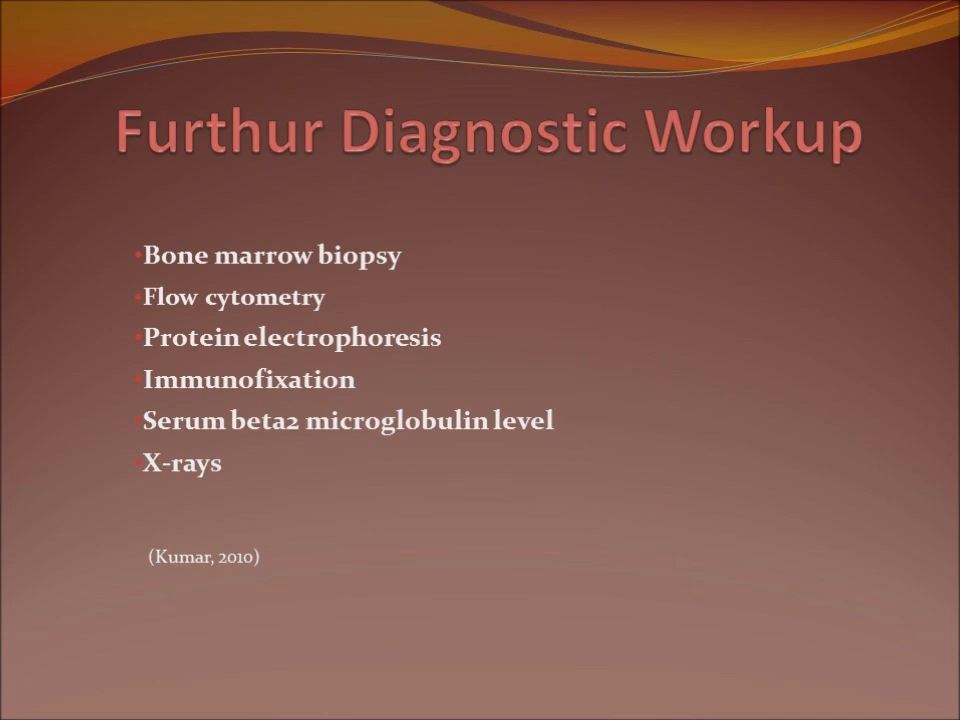 Furthur Diagnostic Workup
•Bone marrow biopsy
•Flow cytometry
•Protein electrophoresis
•Immunofixation
•Serum beta2 microglobulin level
•X-rays
(Kumar, 2010)